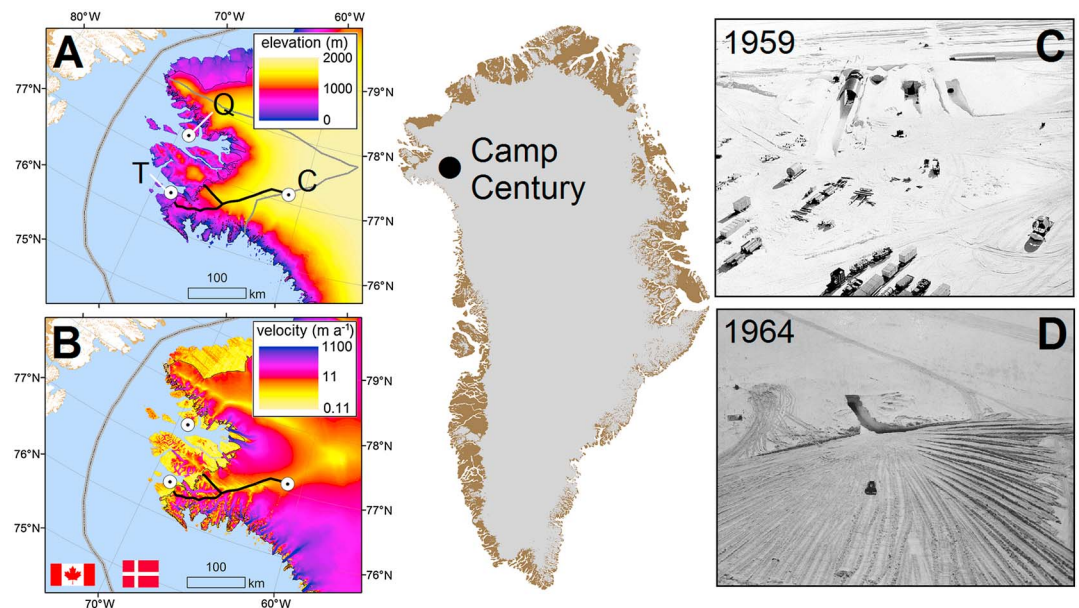 80°W
70°W
60°W
A
elevation (m)
2000
1000
0
77°N
76°N
75°N
79°N
78°N
77°N
76°N
Q
T
C
100
km
B
velocity (m a⁻¹)
1100
11
0.11
77°N
76°N
75°N
79°N
78°N
77°N
76°N
100
km
70°W
60°W
Camp
Century
1959
C
1964
D